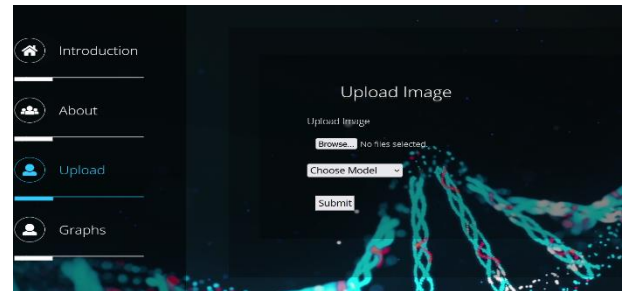 Introduction
About
Upload
Graphs
Upload Image
Upload Image
Browse... No files selected.
Choose Model
Submit